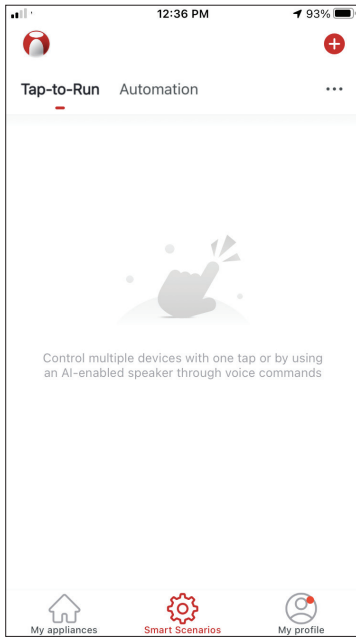 12:36 PM
93%
Tap-to-Run
Automation
Control multiple devices with one tap or by using
an AI-enabled speaker through voice commands
My appliances
Smart Scenarios
My profile